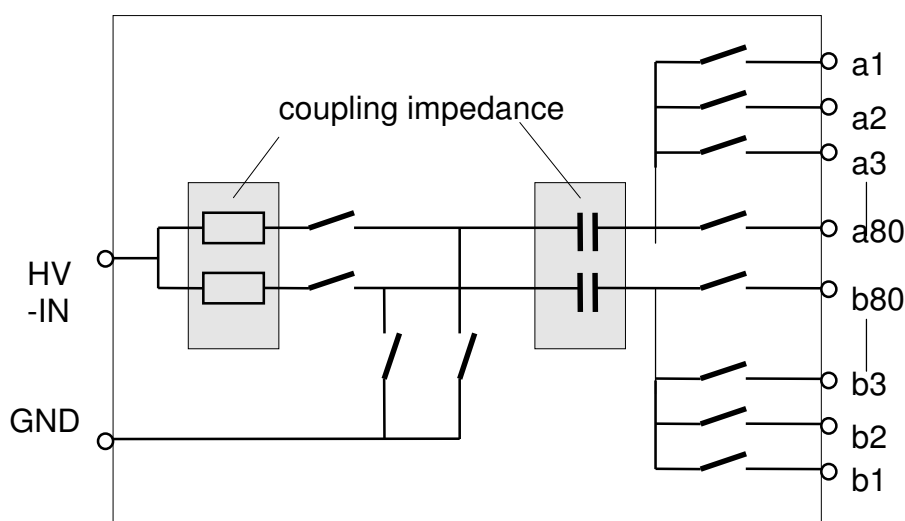 coupling impedance
HV
-IN
GND
a1
a2
a3
a80
b80
b3
b2
b1